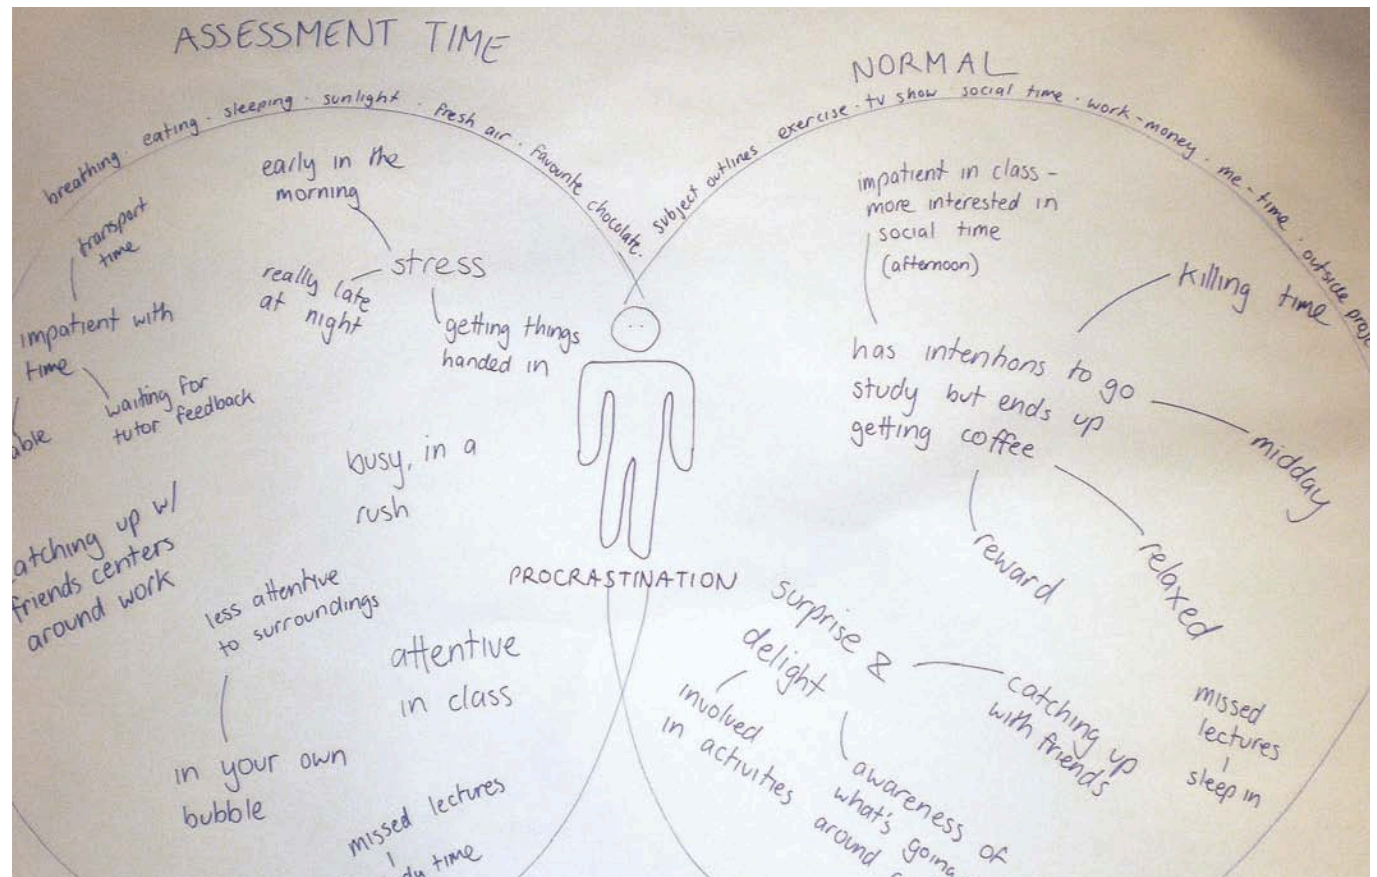 ASSESSMENT TIME
breathing · eating · sleeping · sunlight · fresh air · favourite chocolate ·
early in the
morning
transport
time
stress
really late
at night
getting things
handed in
impatient with
time
waiting for
tutor feedback
able
busy, in a
rush
atching up w/
friends centers
around work
less attentive
to surroundings
attentive
in class
in your own
bubble
missed lectures
time
PROCRASTINATION
NORMAL
subject outlines exercise · tv show · social time · work - money · me - time · outside proje
impatient in class -
more interested in
social time
(afternoon)
killing time
has intentions to go
study but ends up
getting coffee
midday
reward
relaxed
surprise &
delight
involved
in activities
catching up
with friends
awareness of
what's going
around
missed
lectures
sleep in